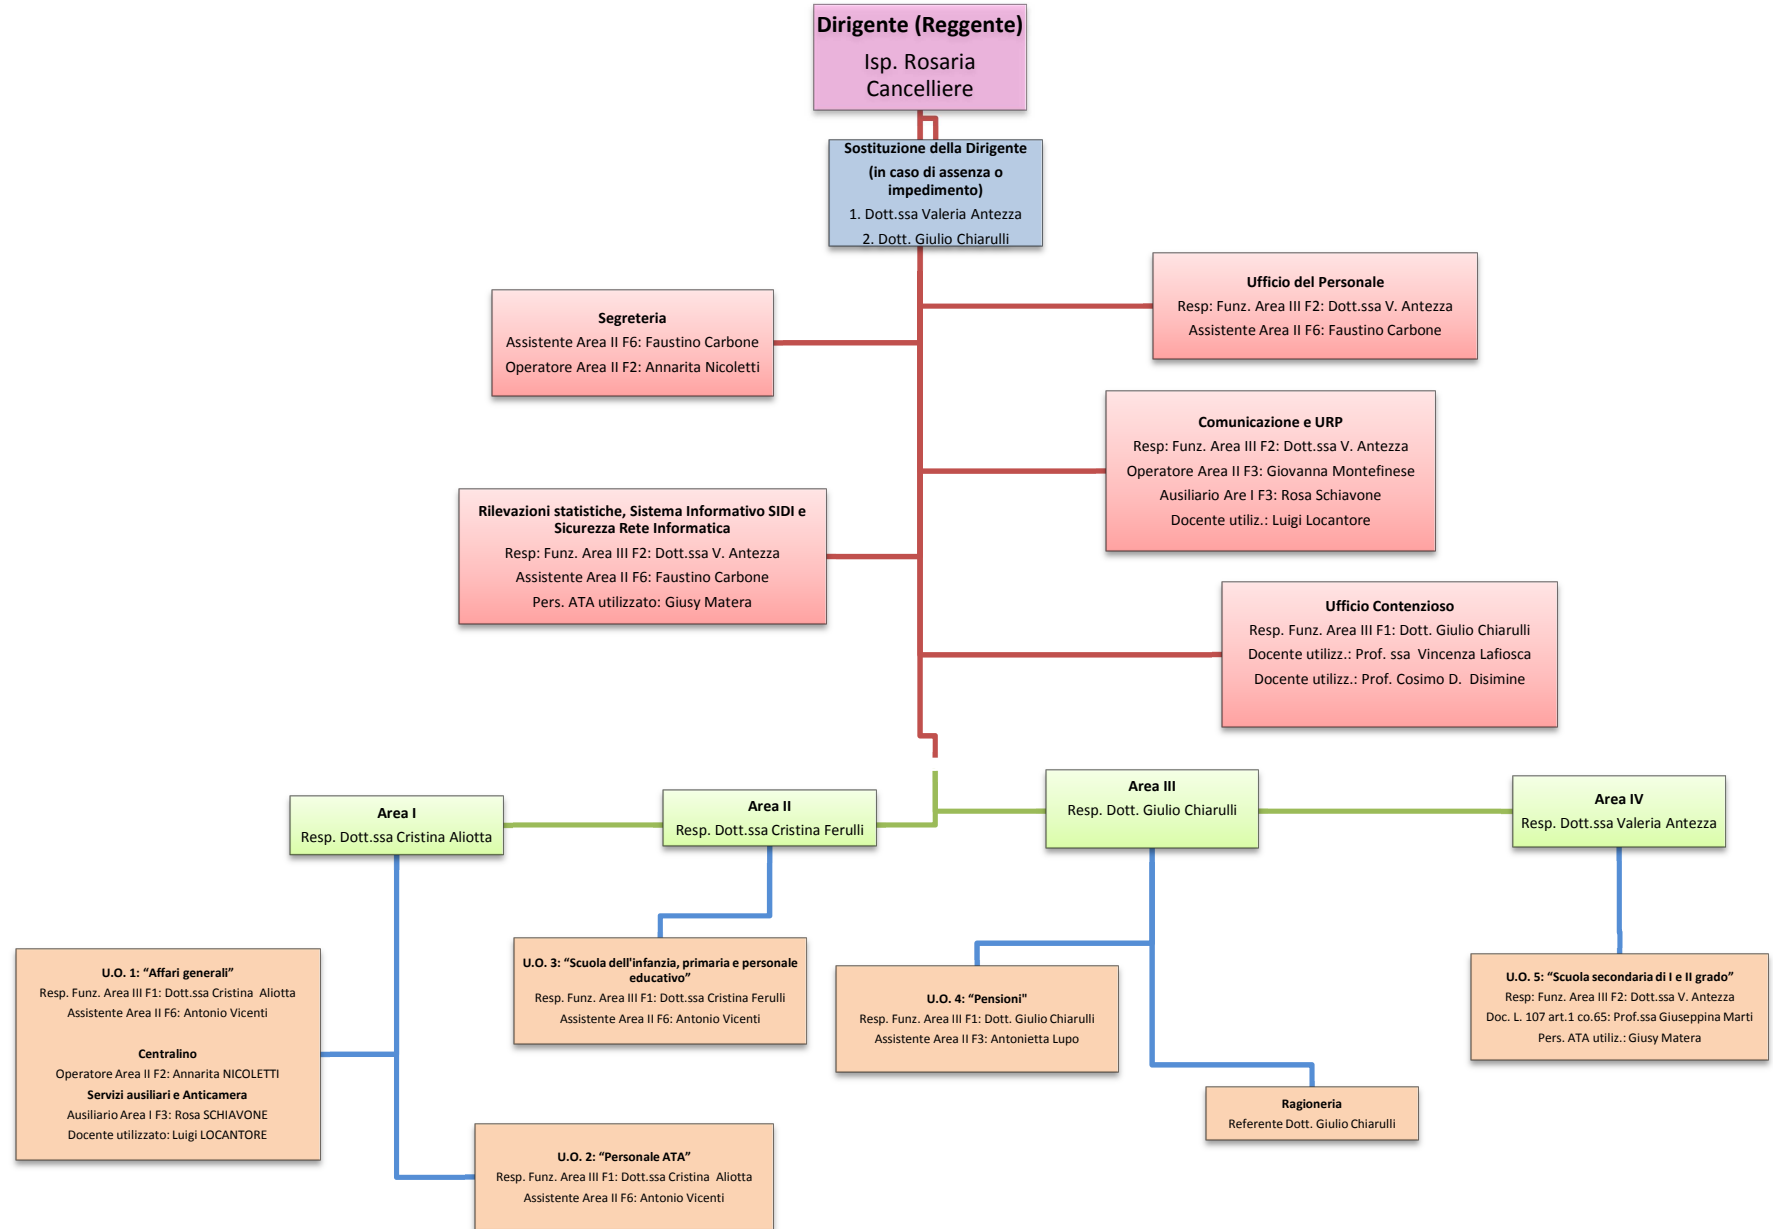 Dirigente (Reggente)
Isp. Rosaria
Cancelliere
Sostituzione della Dirigente
(in caso di assenza o
impedimento)
1. Dott.ssa Valeria Antezza
2. Dott. Giulio Chiarulli
Ufficio del Personale
Resp: Funz. Area III F2: Dott.ssa V. Antezza
Assistente Area II F6: Faustino Carbone
Segreteria
Assistente Area II F6: Faustino Carbone
Operatore Area II F2: Annarita Nicoletti
Comunicazione e URP
Resp: Funz. Area III F2: Dott.ssa V. Antezza
Operatore Area II F3: Giovanna Montefinese
Ausiliario Are I F3: Rosa Schiavone
Docente utiliz.: Luigi Locantore
Rilevazioni statistiche, Sistema Informativo SIDI e
Sicurezza Rete Informatica
Resp: Funz. Area III F2: Dott.ssa V. Antezza
Assistente Area II F6: Faustino Carbone
Pers. ATA utilizzato: Giusy Matera
Ufficio Contenzioso
Resp. Funz. Area III F1: Dott. Giulio Chiarulli
Docente utilizz.: Prof. ssa Vincenza Lafiosca
Docente utilizz.: Prof. Cosimo D. Disimine
Area I
Resp. Dott.ssa Cristina Aliotta
Area II
Resp. Dott.ssa Cristina Ferulli
Area III
Resp. Dott. Giulio Chiarulli
Area IV
Resp. Dott.ssa Valeria Antezza
U.O. 1: “Affari generali”
Resp. Funz. Area III F1: Dott.ssa Cristina Aliotta
Assistente Area II F6: Antonio Vicenti
Centralino
Operatore Area II F2: Annarita NICOLETTI
Servizi ausiliari e Anticamera
Ausiliario Area I F3: Rosa SCHIAVONE
Docente utilizzato: Luigi LOCANTORE
U.O. 3: “Scuola dell'infanzia, primaria e personale
educativo”
Resp. Funz. Area III F1: Dott.ssa Cristina Ferulli
Assistente Area II F6: Antonio Vicenti
U.O. 4: “Pensioni"
Resp. Funz. Area III F1: Dott. Giulio Chiarulli
Assistente Area II F3: Antonietta Lupo
U.O. 5: “Scuola secondaria di I e II grado”
Resp: Funz. Area III F2: Dott.ssa V. Antezza
Doc. L. 107 art.1 co.65: Prof.ssa Giuseppina Marti
Pers. ATA utiliz.: Giusy Matera
Ragioneria
Referente Dott. Giulio Chiarulli
U.O. 2: “Personale ATA”
Resp. Funz. Area III F1: Dott.ssa Cristina Aliotta
Assistente Area II F6: Antonio Vicenti